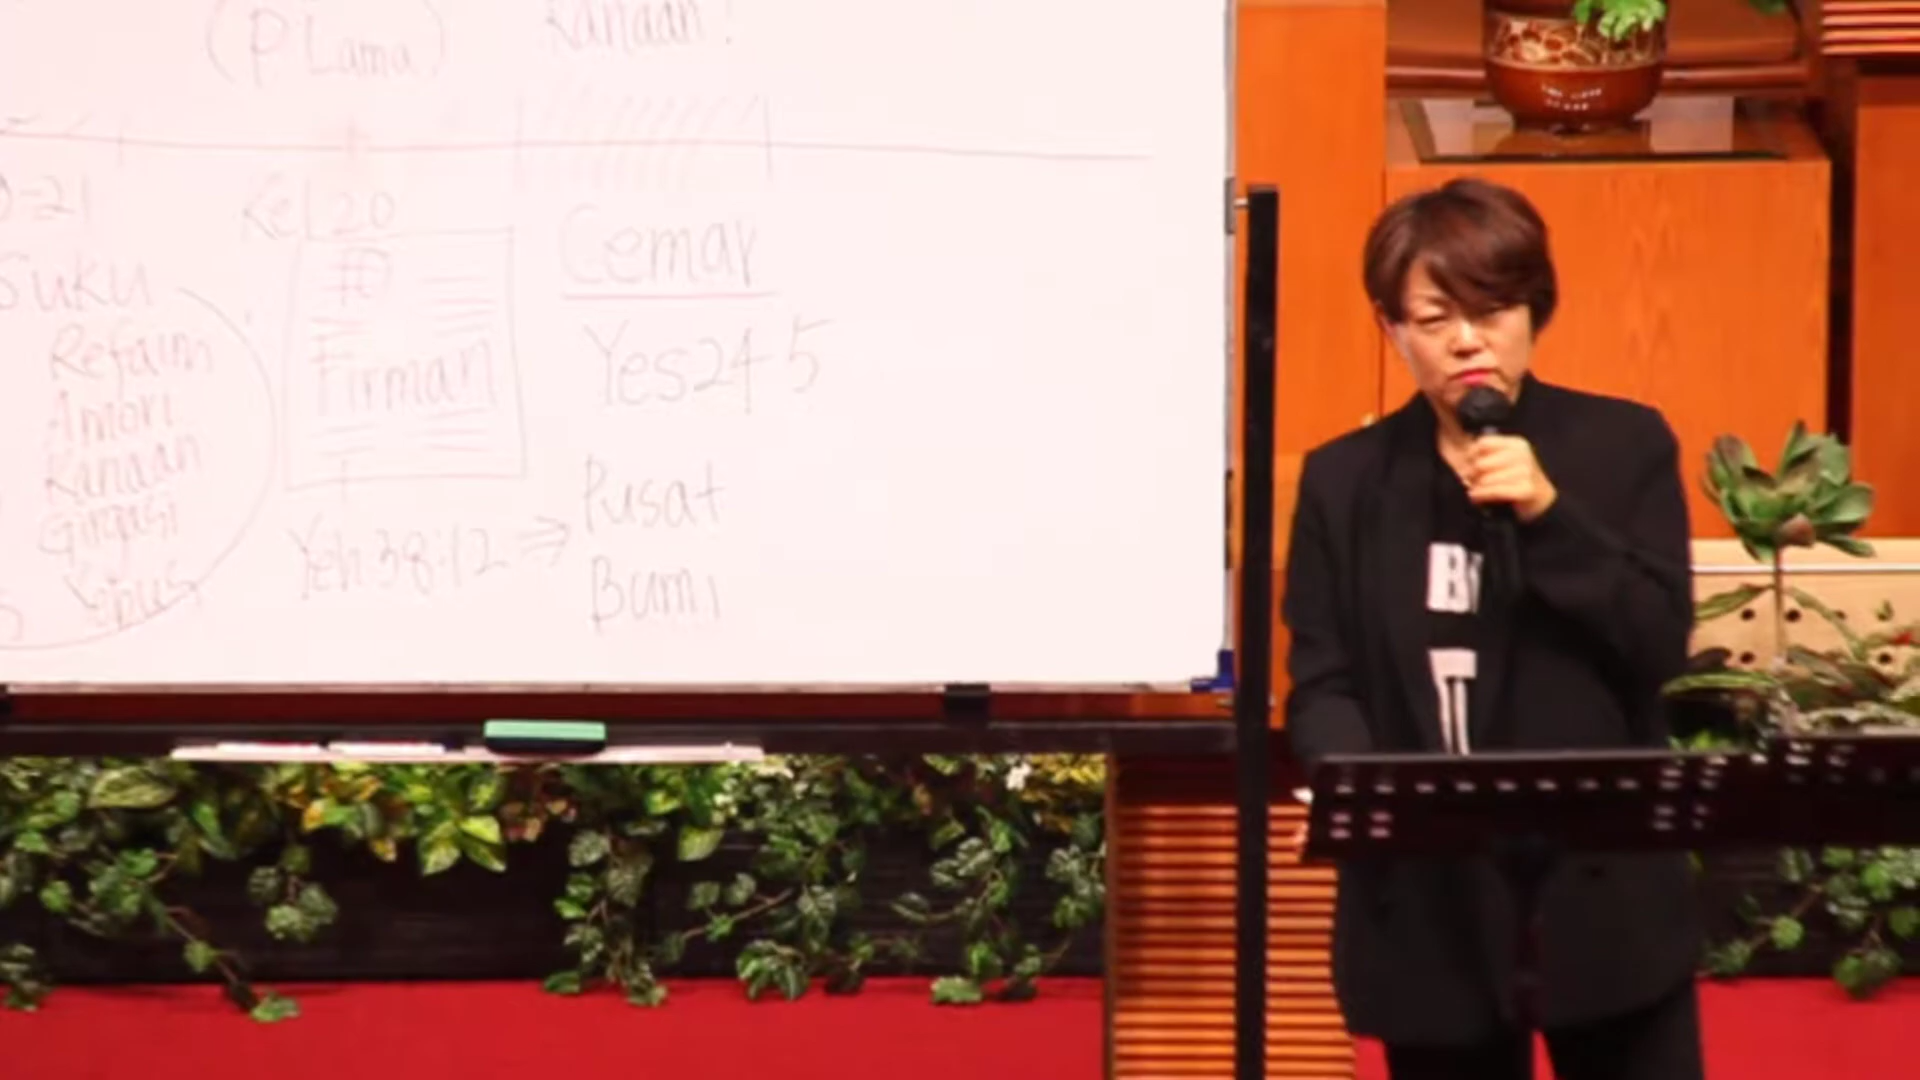 (P Lama)
Kanaan!
=21
Suku
Refaim
Amori
Kanaan
Girgasi
Yebus
Kel 20
10
Firman
Yeh 38:12 ⇒
Cemar
Yes 24 5
Pusat
Bumi